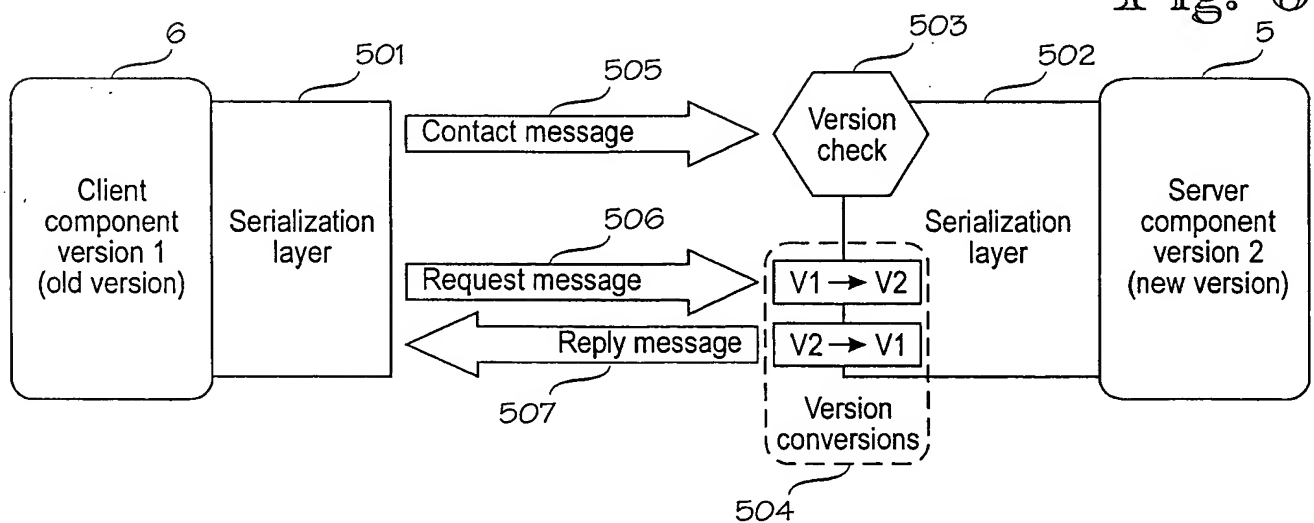 Fig.
6
501
505
503
502
5
Contact message
Version
check
Client
component
version 1
(old version)
Serialization
layer
506
Request message
V1 → V2
Serialization
layer
Server
component
version 2
(new version)
Reply message
V2 → V1
507
Version
conversions
504